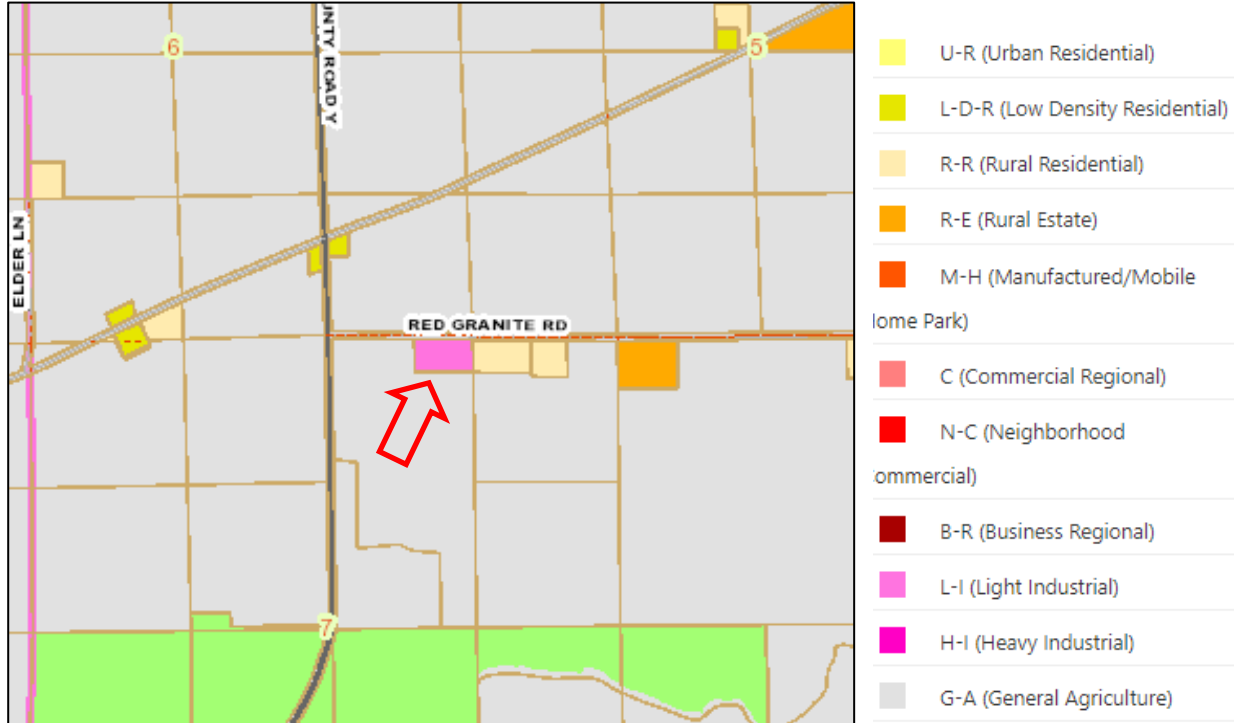 6
5
UNTY ROAD Y
ELDER LN
RED GRANITE RD
7
U-R (Urban Residential)
L-D-R (Low Density Residential)
R-R (Rural Residential)
R-E (Rural Estate)
M-H (Manufactured/Mobile
ome Park)
C (Commercial Regional)
N-C (Neighborhood
ommercial)
B-R (Business Regional)
L-I (Light Industrial)
H-I (Heavy Industrial)
G-A (General Agriculture)